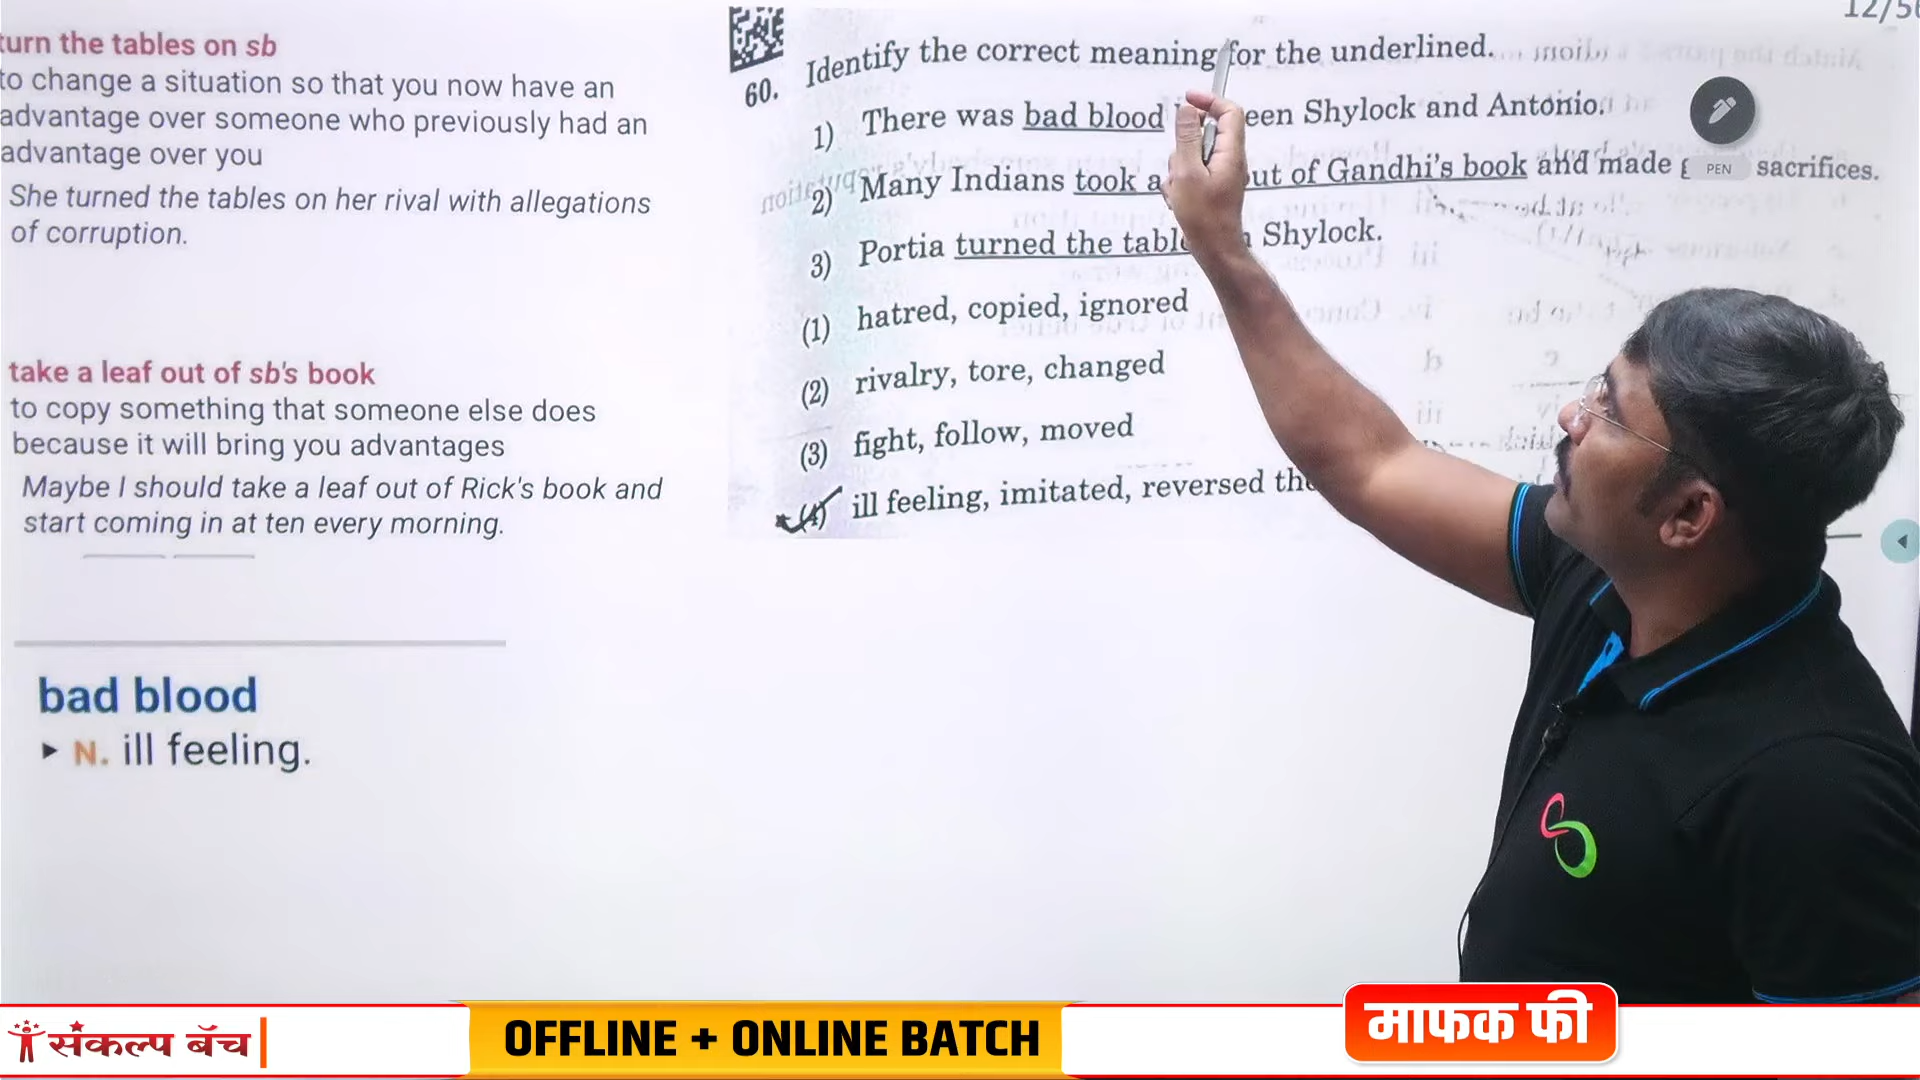 turn the tables on sb
to change a situation so that you now have an
advantage over someone who previously had an
advantage over you
She turned the tables on her rival with allegations
of corruption.
take a leaf out of sb's book
to copy something that someone else does
because it will bring you advantages
Maybe I should take a leaf out of Rick's book and
start coming in at ten every morning.
bad blood
▸ N. ill feeling.
60. Identify the correct meaning for the underlined.
1) There was bad blood een Shylock and Antonio.
2) Many Indians took a out of Gandhi's book and made sacrifices.
3) Portia turned the table Shylock.
(1) hatred, copied, ignored
(2) rivalry, tore, changed
(3) fight, follow, moved
(4) ill feeling, imitated, reversed the
PEN
संकल्प बॅच
OFFLINE + ONLINE BATCH
माफक फी